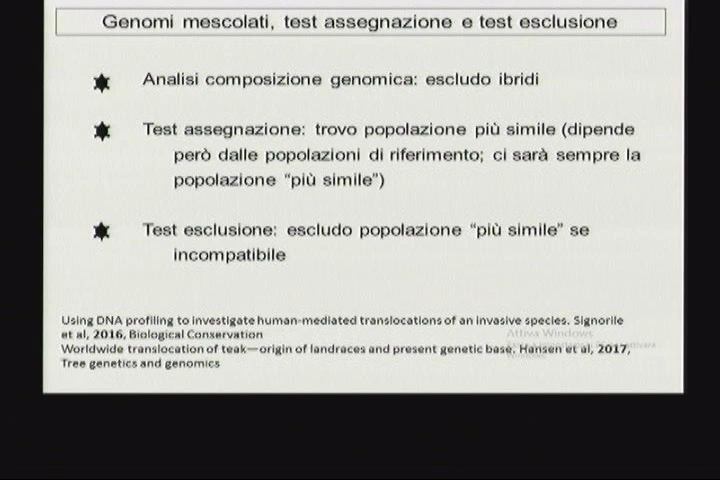 Genomi mescolati, test assegnazione e test esclusione
Analisi composizione genomica: escludo ibridi
Test assegnazione: trovo popolazione più simile (dipende
però dalle popolazioni di riferimento; ci sarà sempre la
popolazione “più simile”)
Test esclusione: escludo popolazione “più simile” se
incompatibile
Using DNA profiling to investigate human-mediated translocations of an invasive species. Signorile
et al, 2016, Biological Conservation
Attiva Windows
Worldwide translocation of teak—origin of landraces and present genetic base. Hansen et al, 2017,
Windows
Tree genetics and genomics